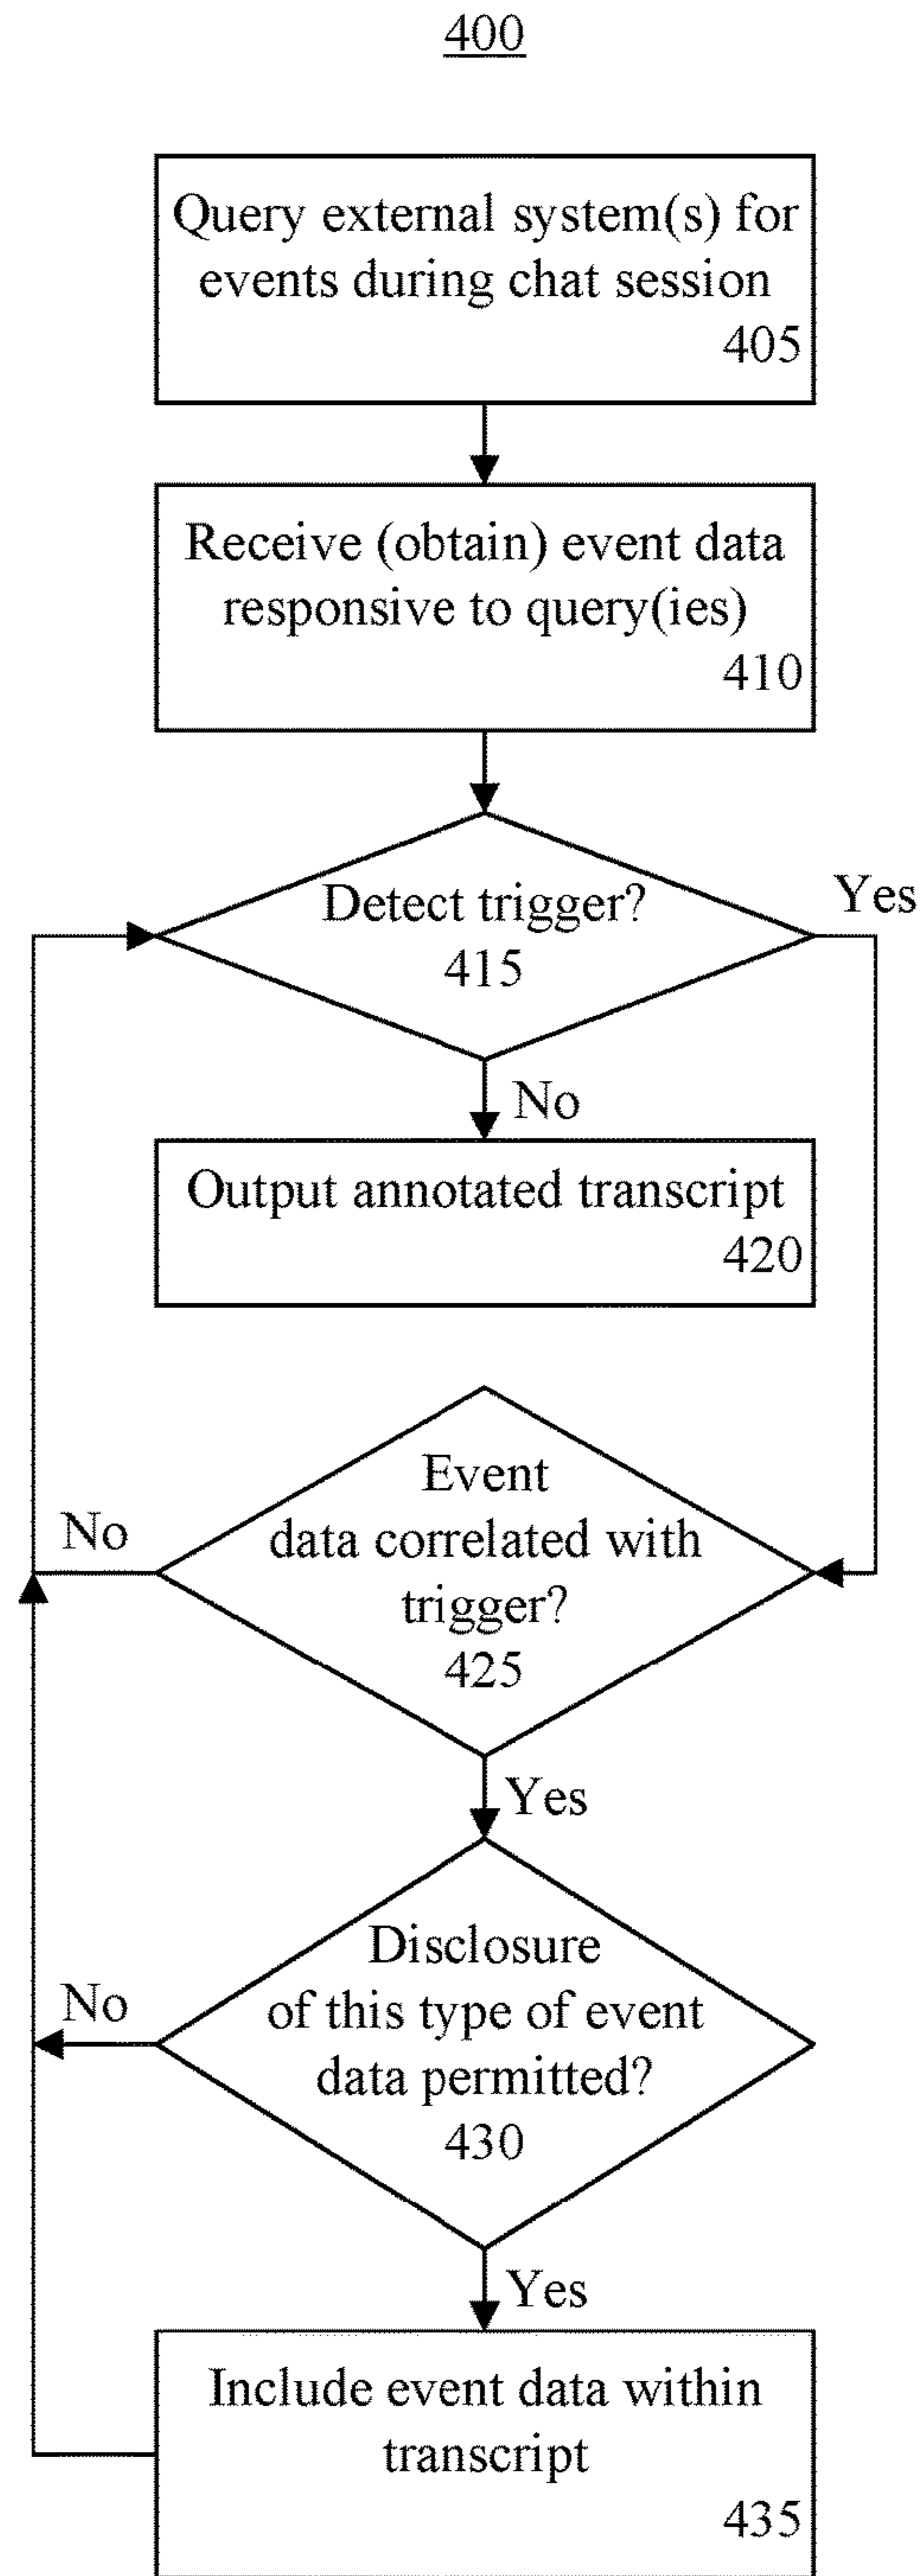 400
Query external system(s) for
events during chat session
405
Receive (obtain) event data
responsive to query(ies)
410
Detect trigger?
415
Yes
No
Output annotated transcript
420
Event
data correlated with
trigger?
425
No
Yes
Disclosure
of this type of event
data permitted?
430
No
Yes
Include event data within
transcript
435